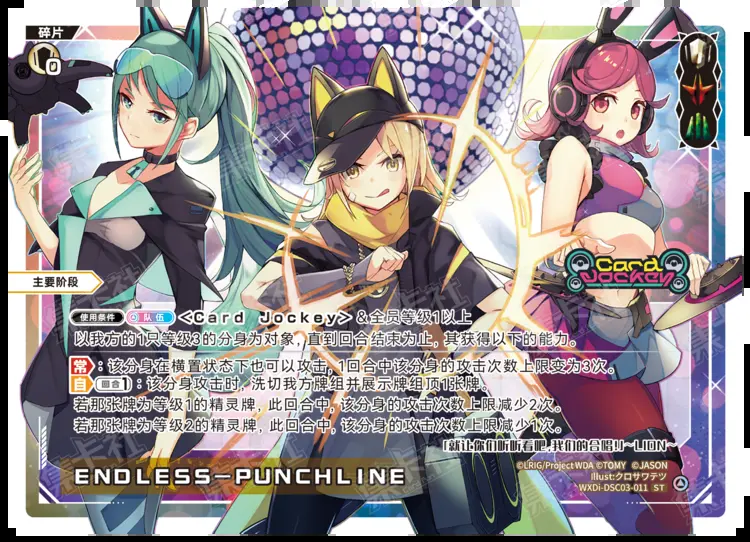 碎片
0
主要阶段
Card
Jockey
使用条件 队伍 <Card Jockey>&全员等级1以上
以我方的1只等级3的分身为对象,直到回合结束为止,其获得以下的能力。
常:该分身在横置状态下也可以攻击,1回合中该分身的攻击次数上限变为3次。
自 回合1:该分身攻击时,洗切我方牌组并展示牌组顶1张牌。
若那张牌为等级1的精灵牌,此回合中,该分身的攻击次数上限减少2次。
若那张牌为等级2的精灵牌,此回合中,该分身的攻击次数上限减少1次。
「就让你们听听看吧,我们的合唱!」~LION~
ENDLESS-PUNCHLINE
©LRIG/Project WDA ©TOMY ©JASON
Illust:クロサワテツ
WXDi-DSC03-011 ST